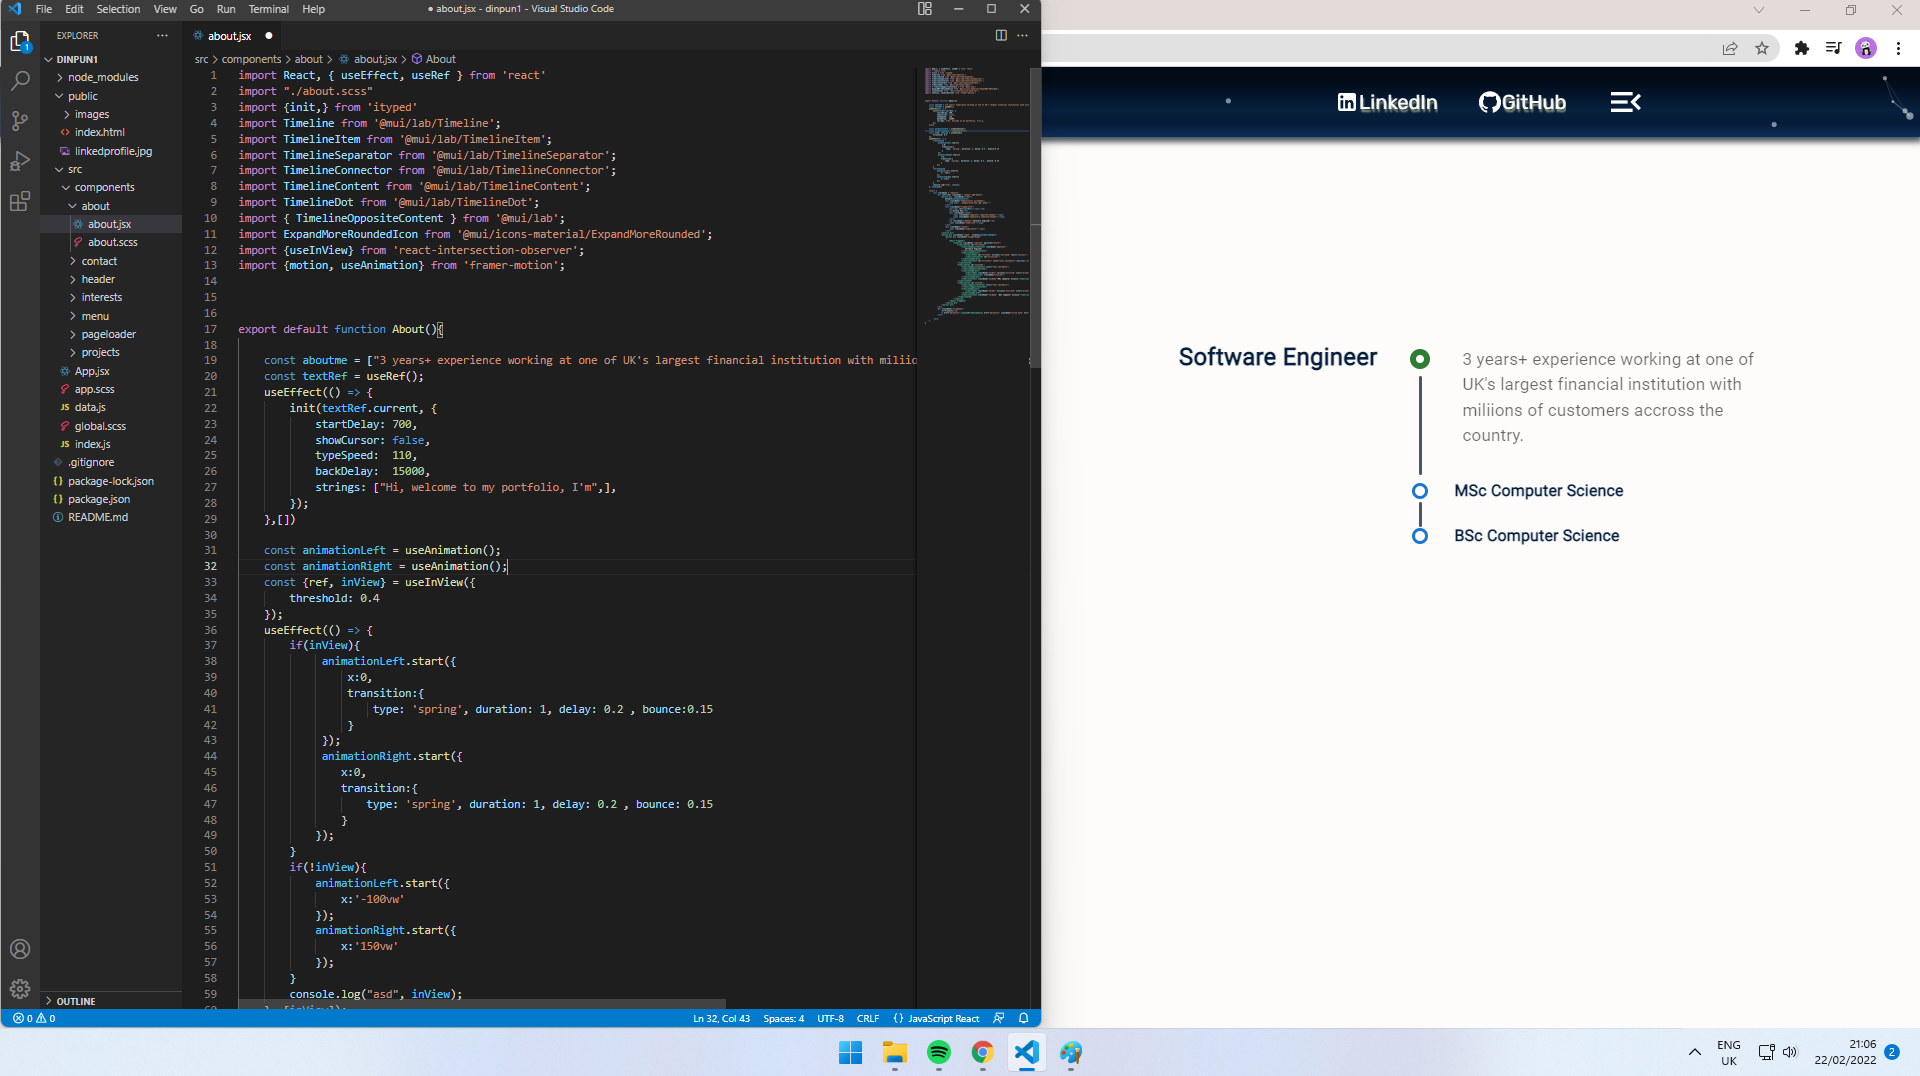 File Edit Selection View Go Run Terminal Help
● about.jsx - dinpun1 - Visual Studio Code
EXPLORER
DINPUN1
node_modules
public
images
index.html
linkedprofile.jpg
src
components
about
about.jsx
about.scss
contact
header
interests
menu
pageloader
projects
App.jsx
app.scss
JS data.js
global.scss
JS index.js
.gitignore
{} package-lock.json
{} package.json
README.md
OUTLINE
about.jsx ●
src > components > about > about.jsx > About
1 import React, { useEffect, useRef } from 'react'
2 import "./about.scss"
3 import {init,} from 'ityped'
4 import Timeline from '@mui/lab/Timeline';
5 import TimelineItem from '@mui/lab/TimelineItem';
6 import TimelineSeparator from '@mui/lab/TimelineSeparator';
7 import TimelineConnector from '@mui/lab/TimelineConnector';
8 import TimelineContent from '@mui/lab/TimelineContent';
9 import TimelineDot from '@mui/lab/TimelineDot';
10 import { TimelineOppositeContent } from '@mui/lab';
11 import ExpandMoreRoundedIcon from '@mui/icons-material/ExpandMoreRounded';
12 import {useInView} from 'react-intersection-observer';
13 import {motion, useAnimation} from 'framer-motion';
14
15
16
17 export default function About(){
18
19 const aboutme = ["3 years+ experience working at one of UK's largest financial institution with miliio
20 const textRef = useRef();
21 useEffect(() => {
22 init(textRef.current, {
23 startDelay: 700,
24 showCursor: false,
25 typeSpeed: 110,
26 backDelay: 15000,
27 strings: ["Hi, welcome to my portfolio, I'm",],
28 });
29 },[])
30
31 const animationLeft = useAnimation();
32 const animationRight = useAnimation();
33 const {ref, inView} = useInView({
34 threshold: 0.4
35 });
36 useEffect(() => {
37 if(inView){
38 animationLeft.start({
39 x:0,
40 transition:{
41 type: 'spring', duration: 1, delay: 0.2 , bounce:0.15
42 }
43 });
44 animationRight.start({
45 x:0,
46 transition:{
47 type: 'spring', duration: 1, delay: 0.2 , bounce: 0.15
48 }
49 });
50 }
51 if(!inView){
52 animationLeft.start({
53 x:'-100vw'
54 });
55 animationRight.start({
56 x:'150vw'
57 });
58 }
59 console.log("asd", inView);
0 0
Ln 32, Col 43 Spaces: 4 UTF-8 CRLF {} JavaScript React
LinkedIn GitHub
Software Engineer
3 years+ experience working at one of
UK's largest financial institution with
miliions of customers accross the
country.
MSc Computer Science
BSc Computer Science
1
ENG
UK
21:06
22/02/2022
2